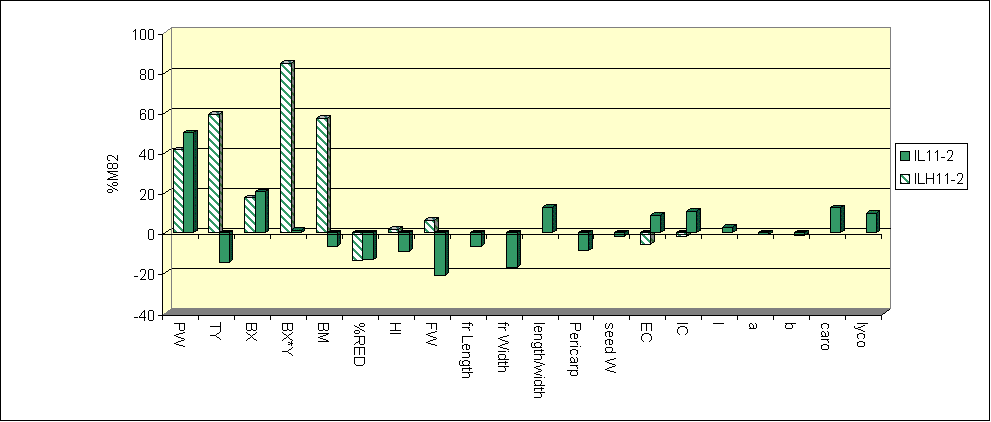 100
80
60
40
20
0
-20
-40
%M82
PW
TY
BX
BX*Y
BM
%RED
HI
FW
fr Length
fr Width
length/width
Pericarp
seed W
EC
IC
l
a
b
caro
lyco
IL11-2
ILH11-2